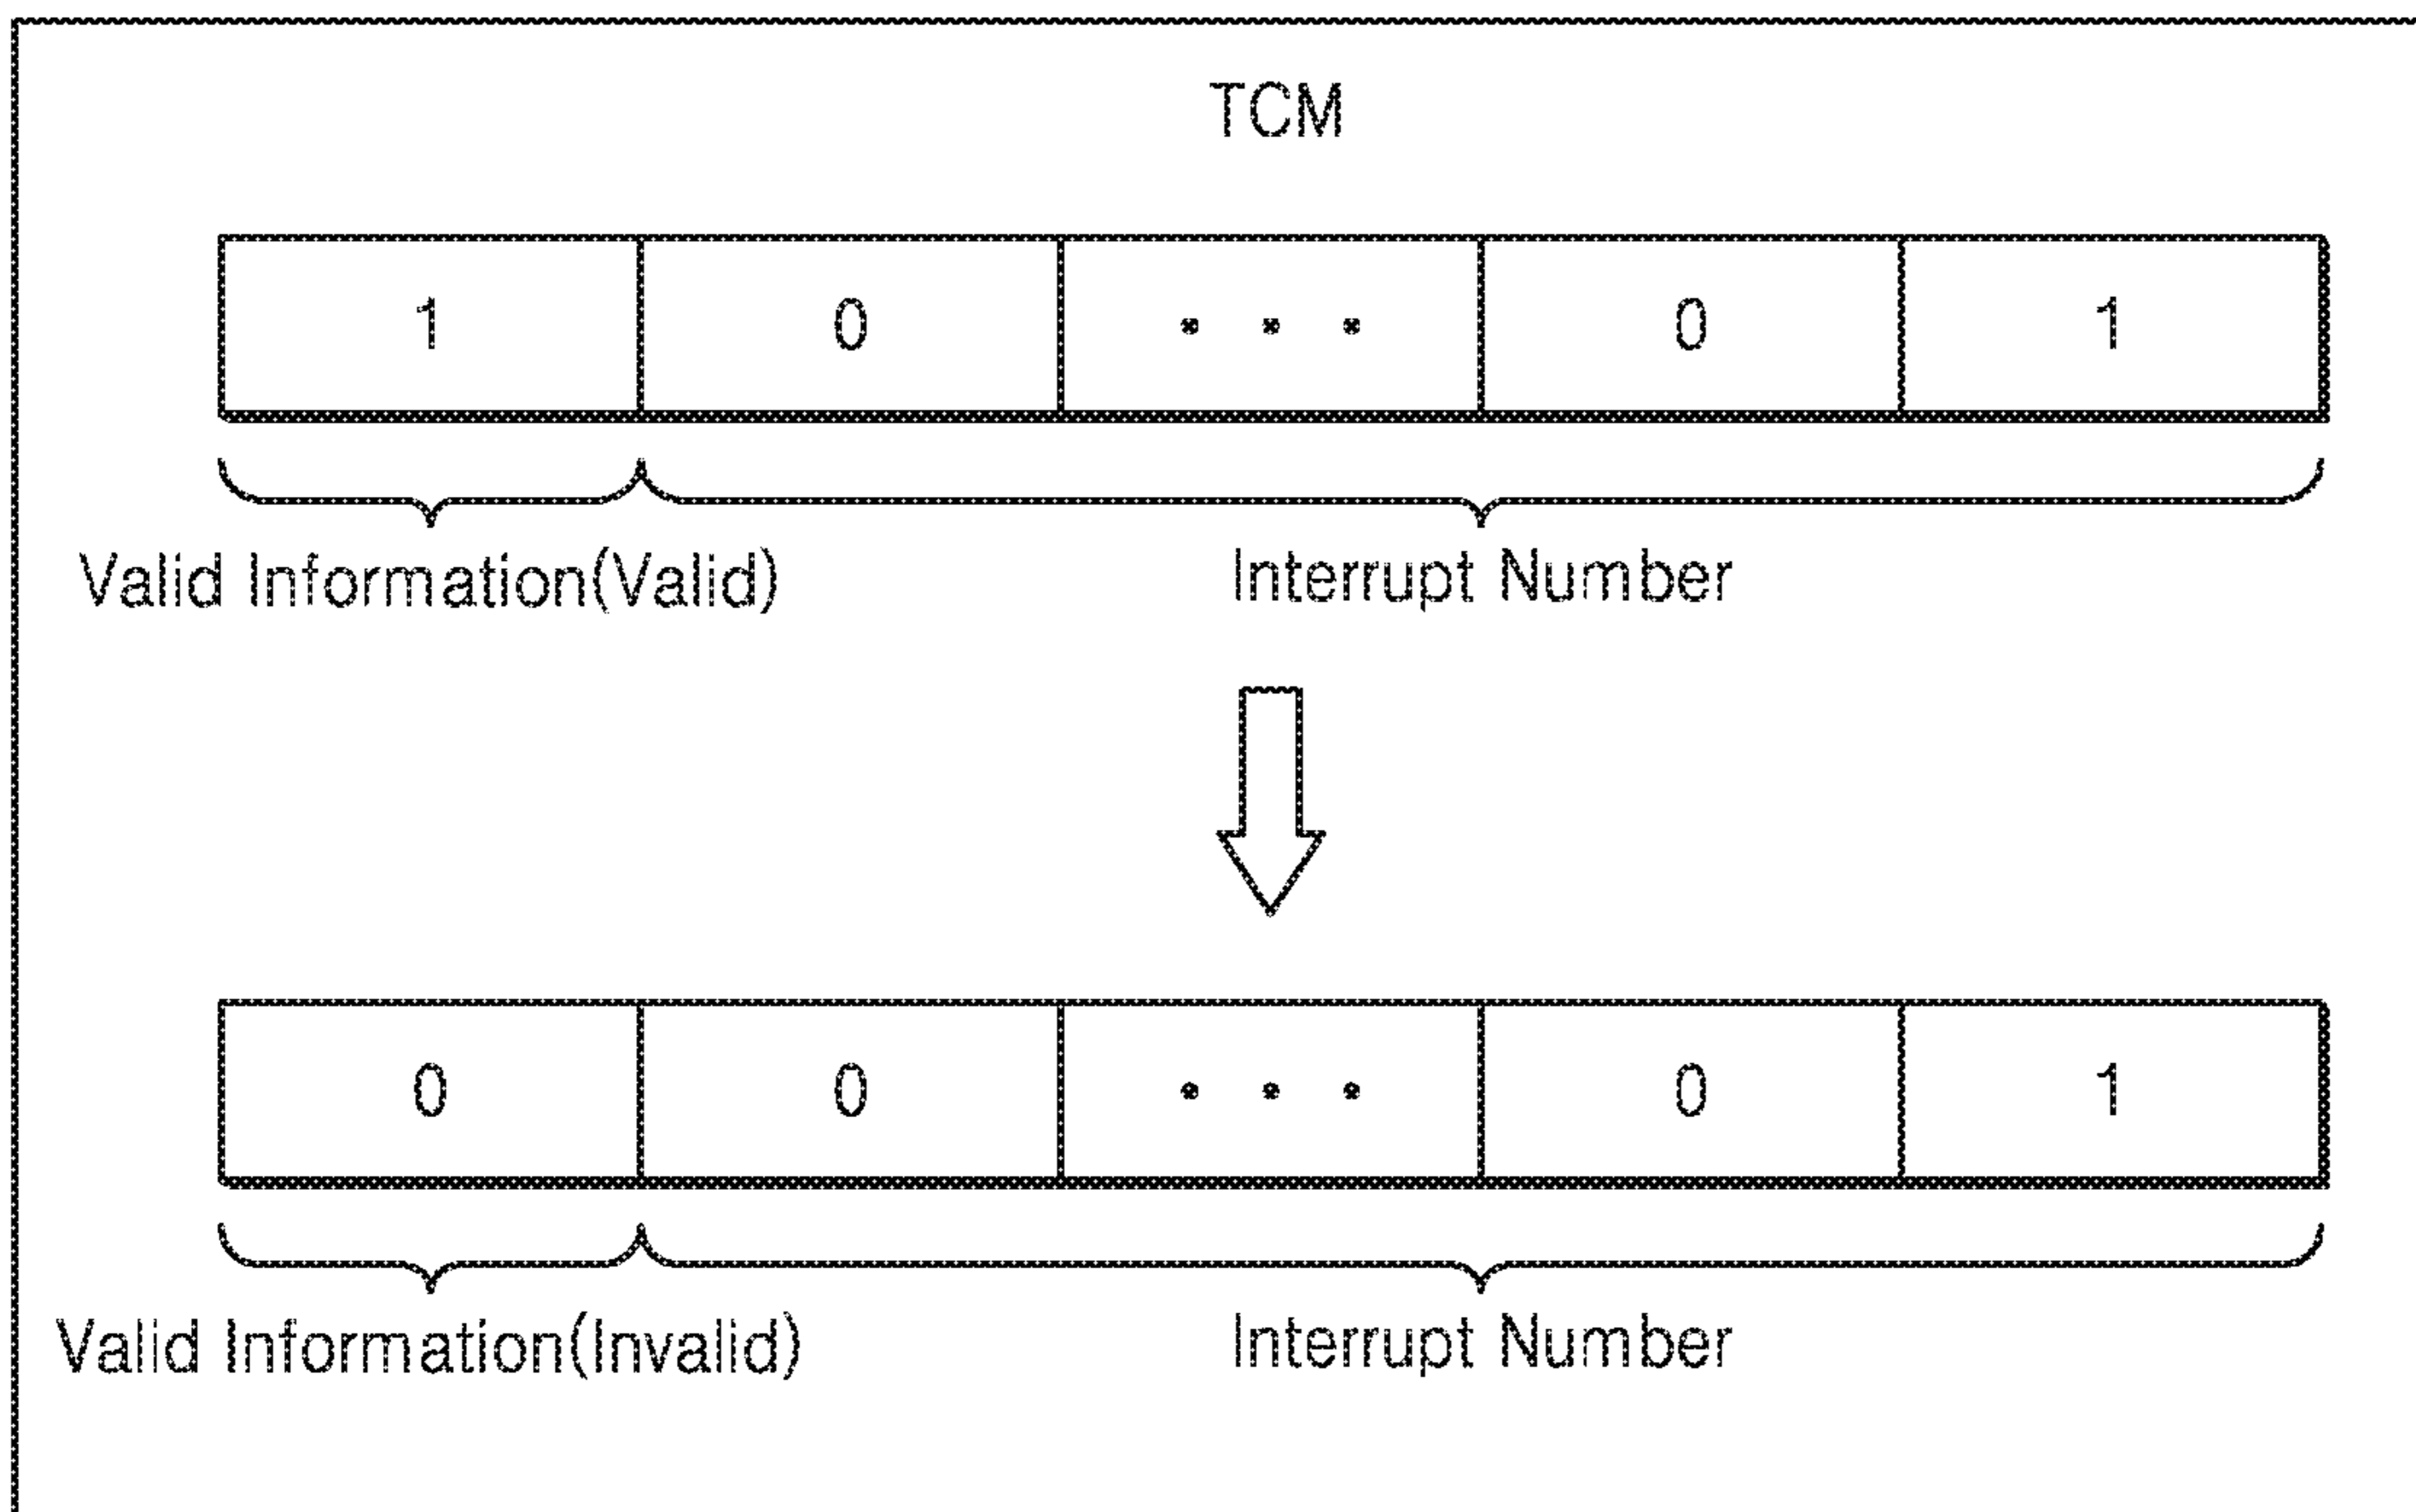 TCM
1 0 • • • 0 1
Valid Information(Valid) Interrupt Number
0 0 • • • 0 1
Valid Information(Invalid) Interrupt Number